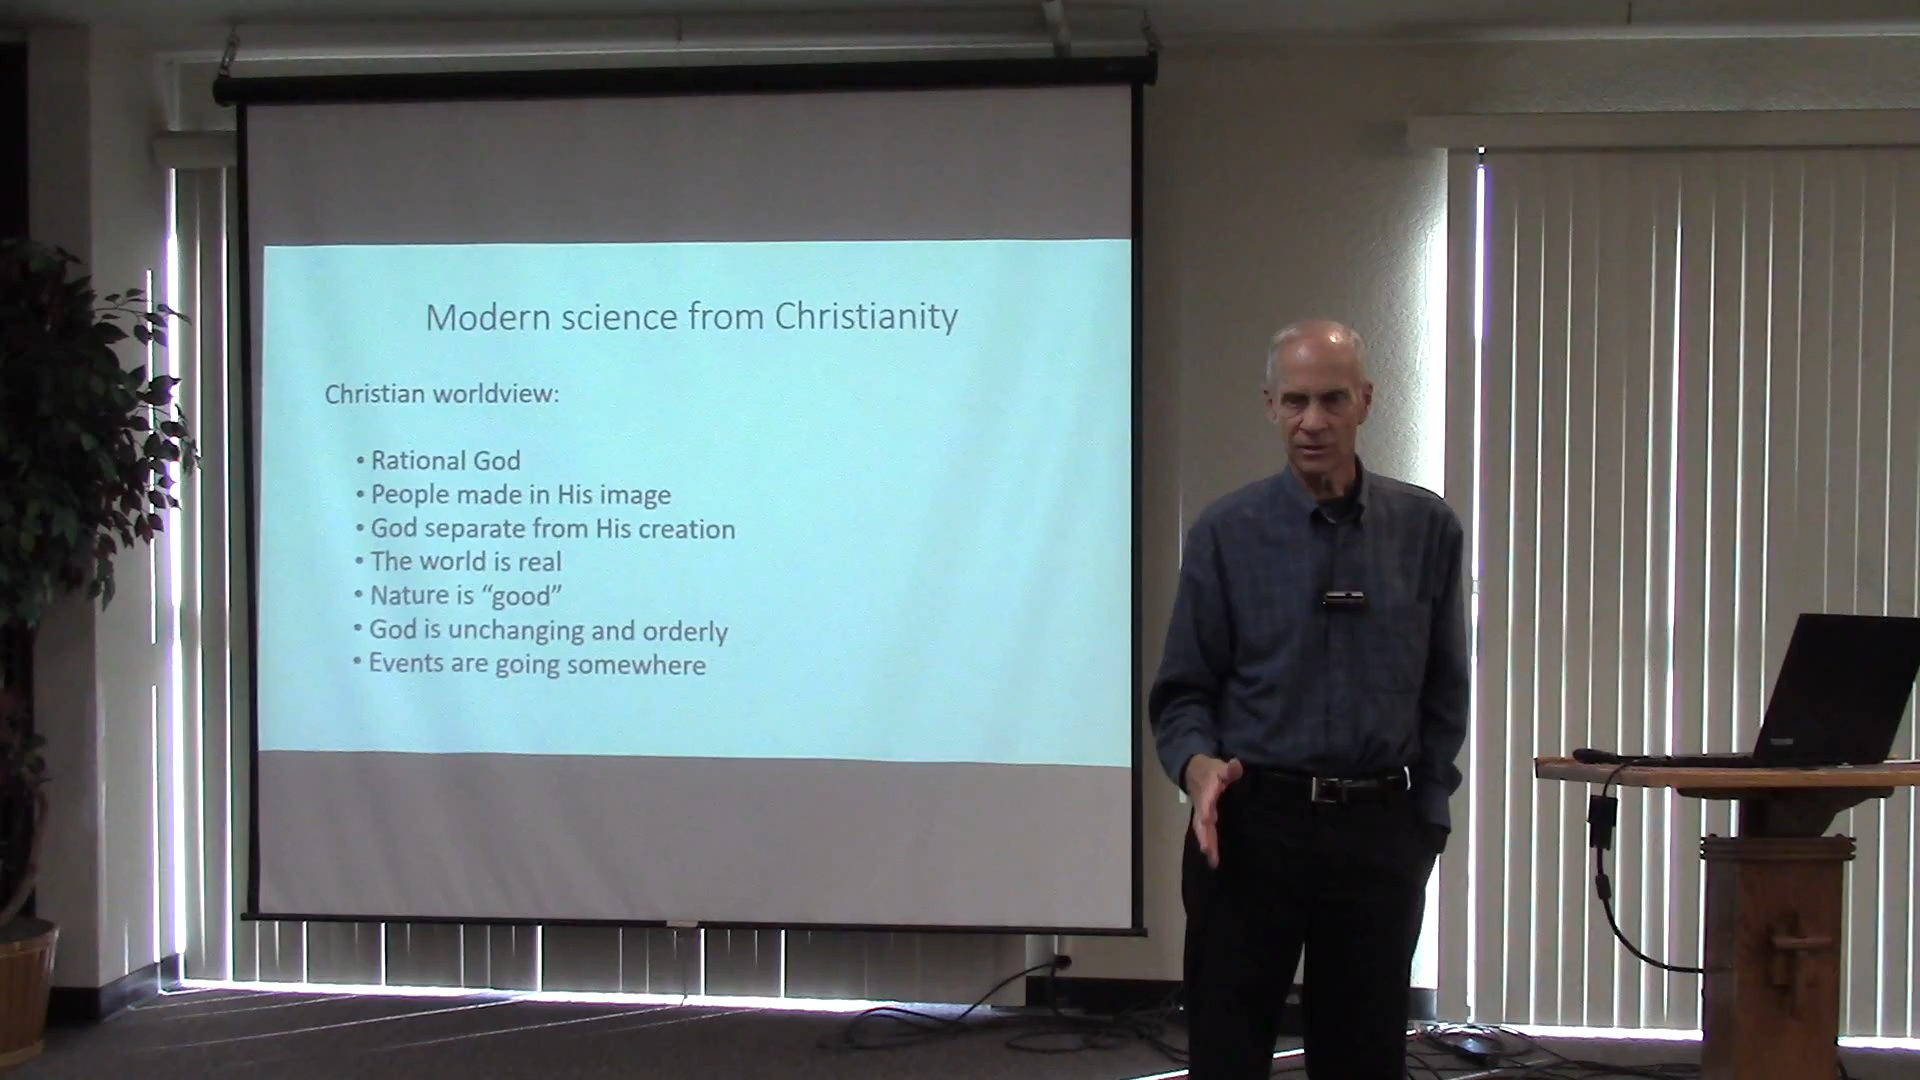 Modern science from Christianity
Christian worldview:
• Rational God
• People made in His image
• God separate from His creation
• The world is real
• Nature is “good”
• God is unchanging and orderly
• Events are going somewhere